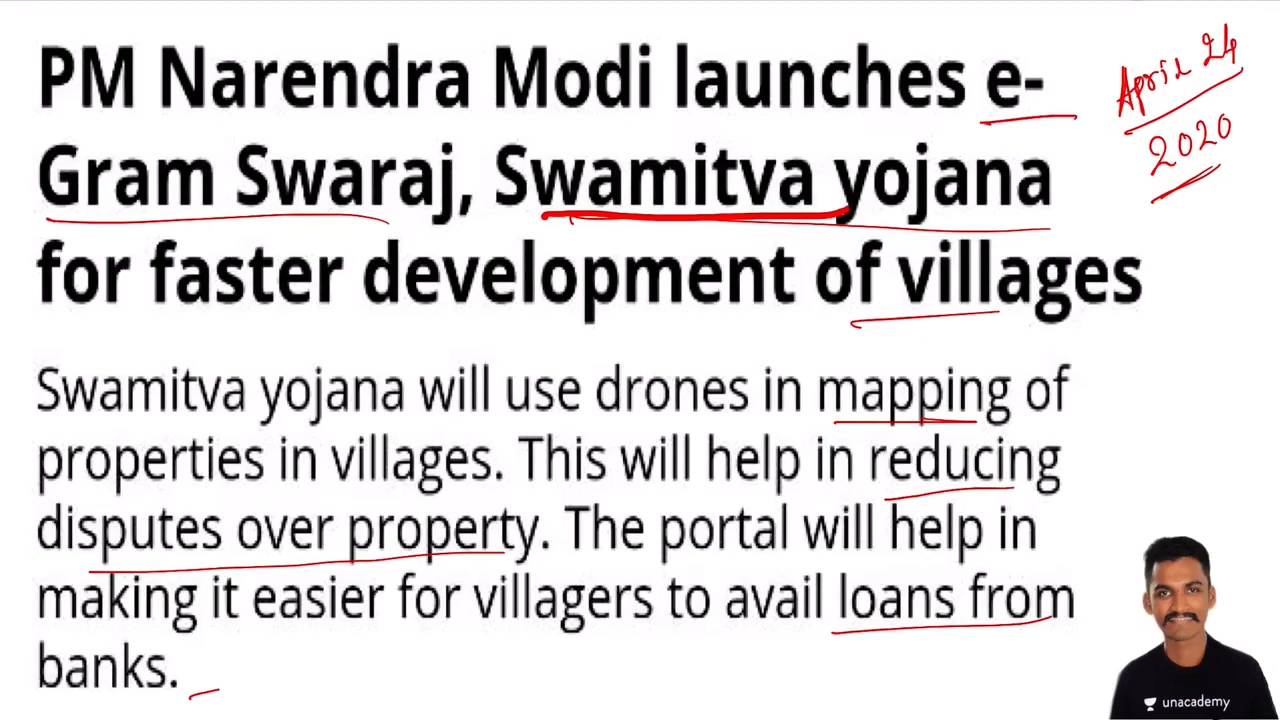 PM Narendra Modi launches e-
Gram Swaraj, Swamitva yojana
for faster development of villages
April 24
2020
Swamitva yojana will use drones in mapping of
properties in villages. This will help in reducing
disputes over property. The portal will help in
making it easier for villagers to avail loans from
banks.
unacademy